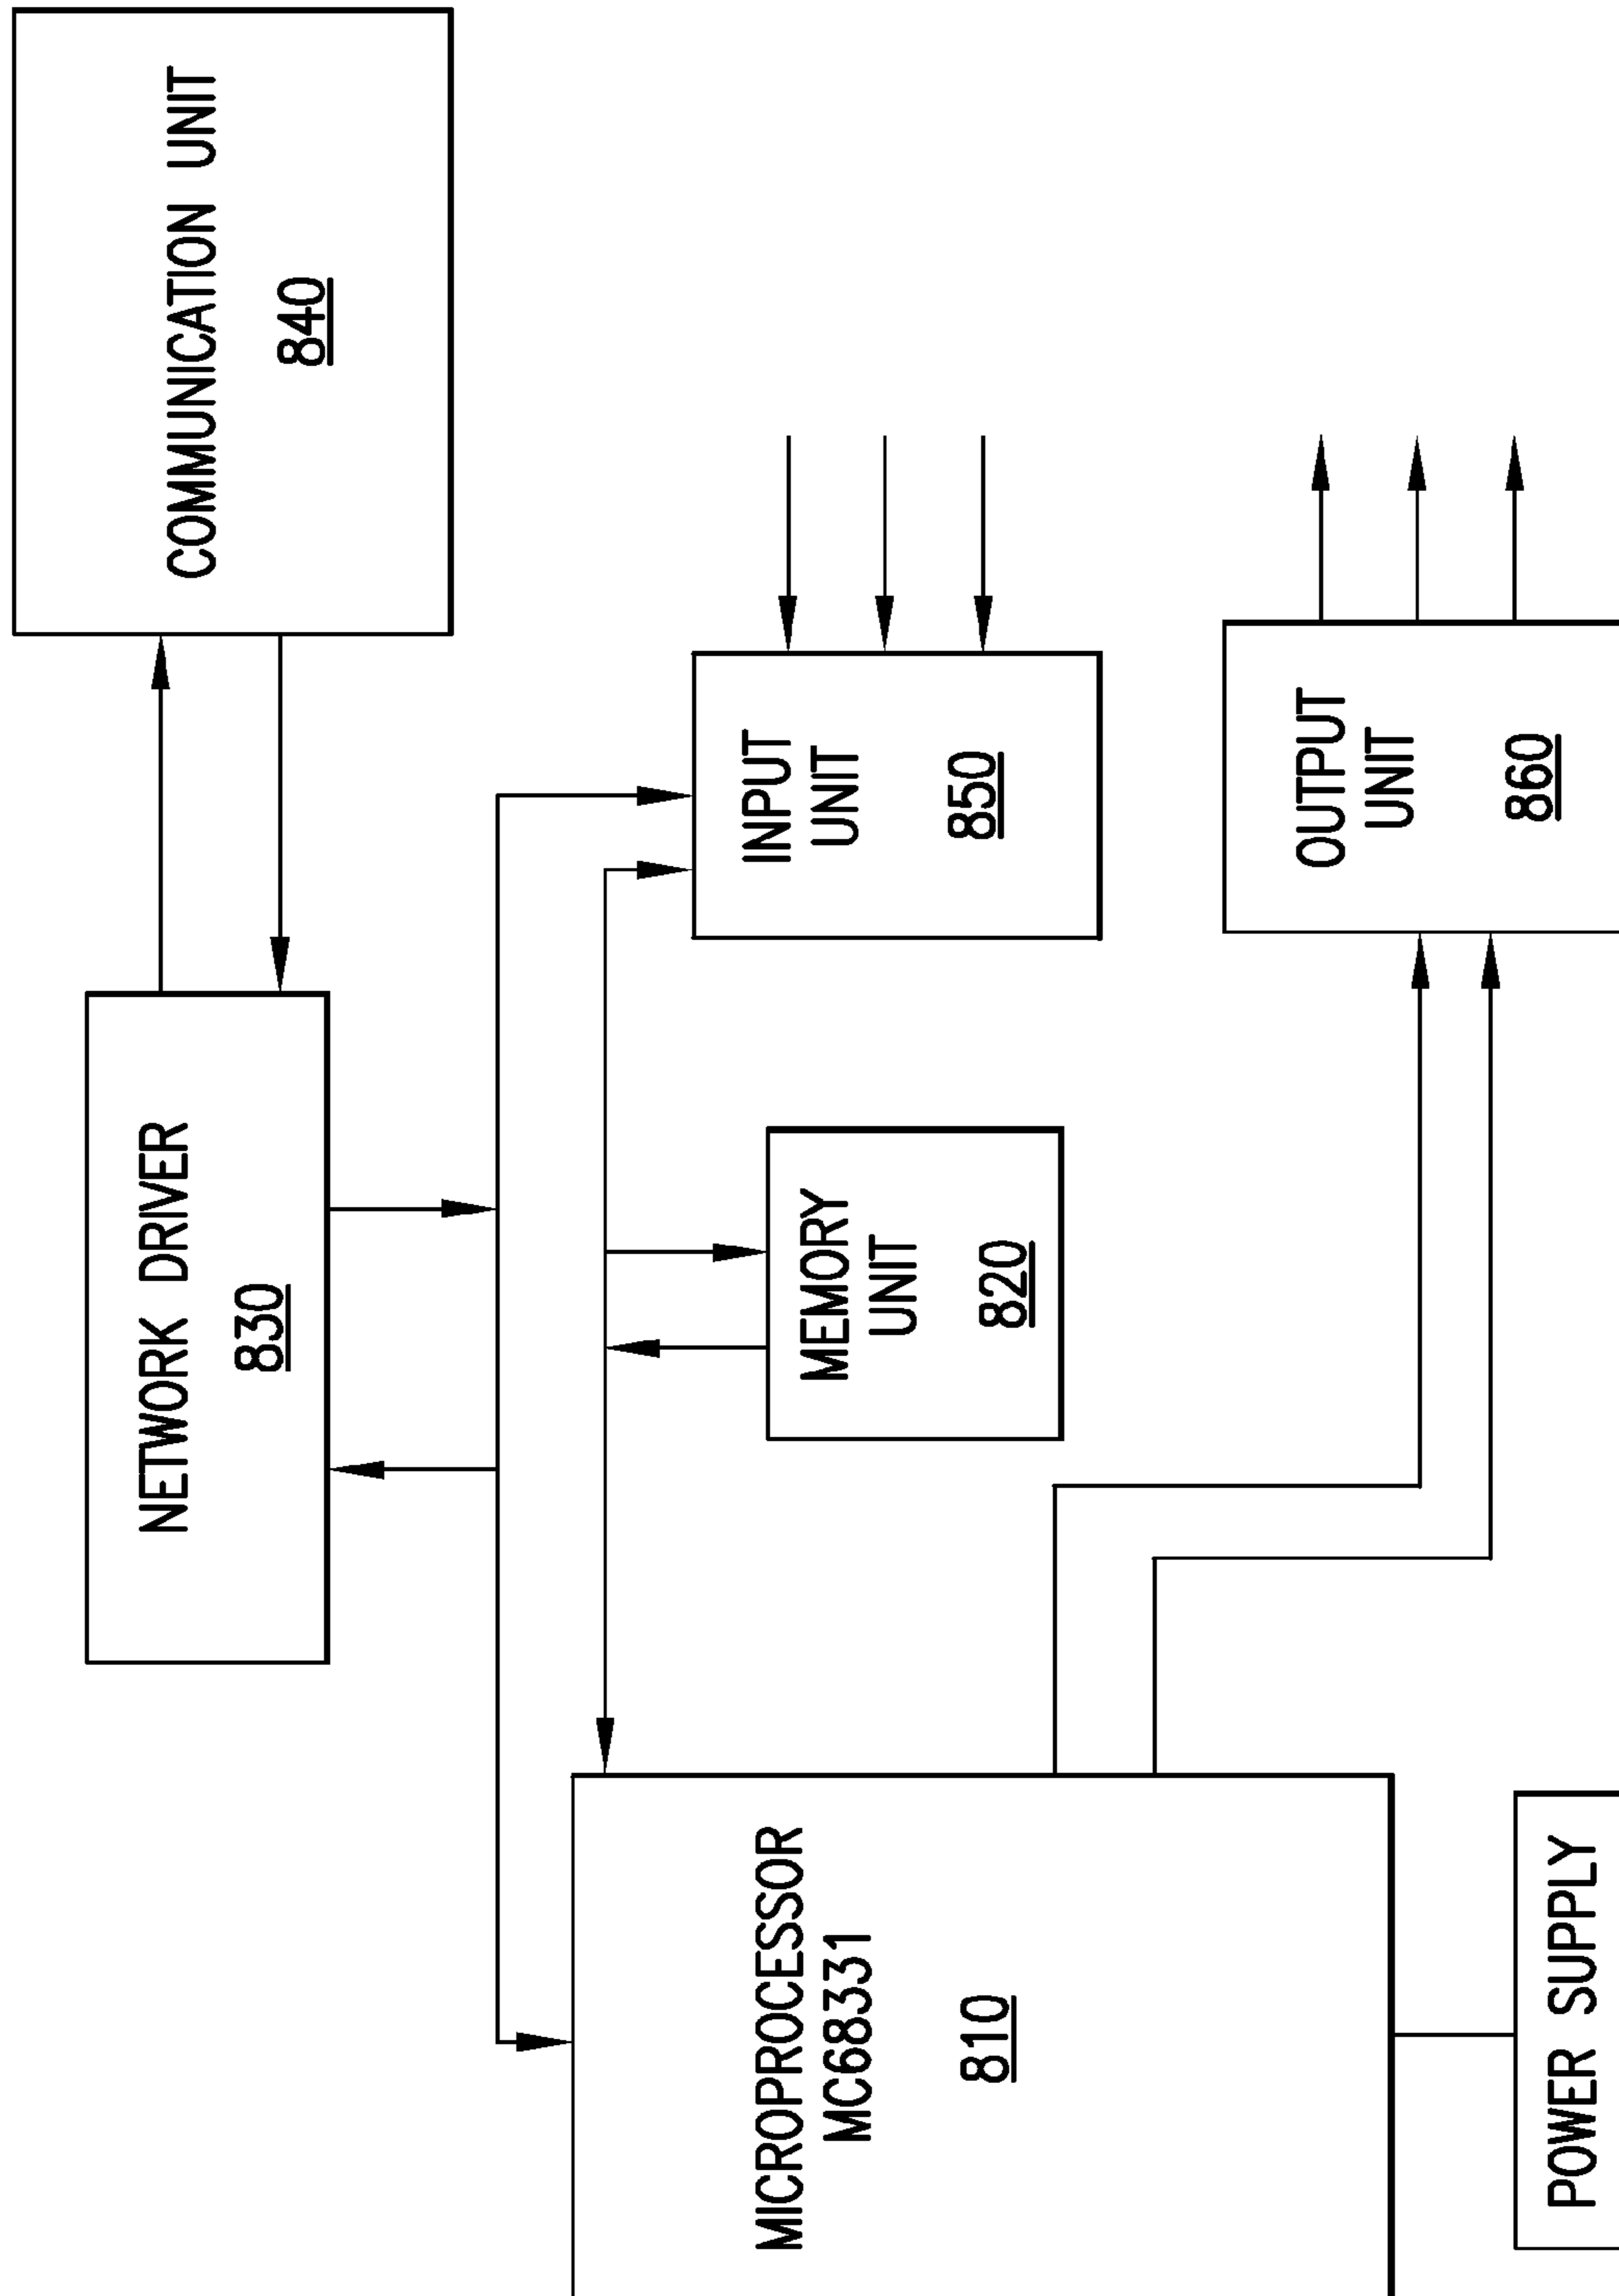 COMMUNICATION UNIT
840
NETWORK DRIVER
830
INPUT
UNIT
850
MEMORY
UNIT
820
OUTPUT
UNIT
860
MICROPROCESSOR
MC68331
810
POWER SUPPLY